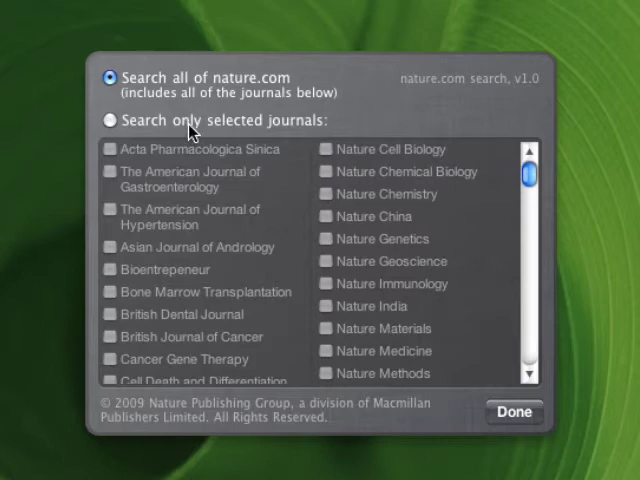 Search all of nature.com
(includes all of the journals below)
nature.com search, v1.0
Search only selected journals:
Acta Pharmacologica Sinica
The American Journal of
Gastroenterology
The American Journal of
Hypertension
Asian Journal of Andrology
Bioentrepeneur
Bone Marrow Transplantation
British Dental Journal
British Journal of Cancer
Cancer Gene Therapy
Cell Death and Differentiation
Nature Cell Biology
Nature Chemical Biology
Nature Chemistry
Nature China
Nature Genetics
Nature Geoscience
Nature Immunology
Nature India
Nature Materials
Nature Medicine
Nature Methods
© 2009 Nature Publishing Group, a division of Macmillan
Publishers Limited. All Rights Reserved.
Done